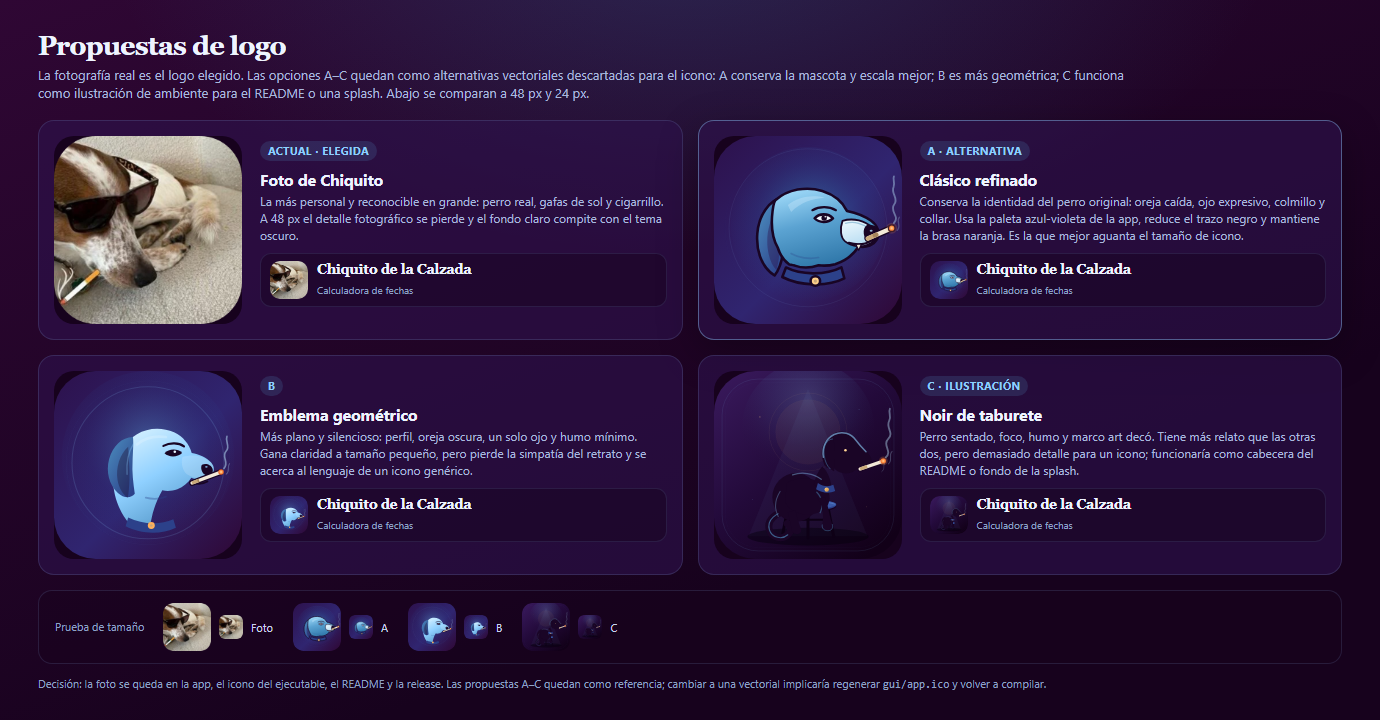 Propuestas de logo
La fotografía real es el logo elegido. Las opciones A–C quedan como alternativas vectoriales descartadas para el icono: A conserva la mascota y escala mejor; B es más geométrica; C funciona
como ilustración de ambiente para el README o una splash. Abajo se comparan a 48 px y 24 px.
ACTUAL · ELEGIDA
Foto de Chiquito
La más personal y reconocible en grande: perro real, gafas de sol y cigarrillo.
A 48 px el detalle fotográfico se pierde y el fondo claro compite con el tema
oscuro.
Chiquito de la Calzada
Calculadora de fechas
A · ALTERNATIVA
Clásico refinado
Conserva la identidad del perro original: oreja caída, ojo expresivo, colmillo y
collar. Usa la paleta azul-violeta de la app, reduce el trazo negro y mantiene
la brasa naranja. Es la que mejor aguanta el tamaño de icono.
Chiquito de la Calzada
Calculadora de fechas
B
Emblema geométrico
Más plano y silencioso: perfil, oreja oscura, un solo ojo y humo mínimo.
Gana claridad a tamaño pequeño, pero pierde la simpatía del retrato y se
acerca al lenguaje de un icono genérico.
Chiquito de la Calzada
Calculadora de fechas
C · ILUSTRACIÓN
Noir de taburete
Perro sentado, foco, humo y marco art decó. Tiene más relato que las otras
dos, pero demasiado detalle para un icono; funcionaría como cabecera del
README o fondo de la splash.
Chiquito de la Calzada
Calculadora de fechas
Prueba de tamaño
Foto
A
B
C
Decisión: la foto se queda en la app, el icono del ejecutable, el README y la release. Las propuestas A–C quedan como referencia; cambiar a una vectorial implicaría regenerar gui/app.ico y volver a compilar.